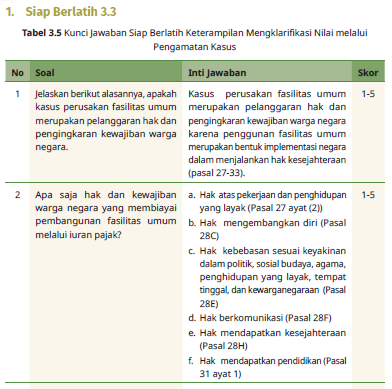 1. Siap Berlatih 3.3
Tabel 3.5 Kunci Jawaban Siap Berlatih Keterampilan Mengklarifikasi Nilai melalui
Pengamatan Kasus
No Soal Inti Jawaban Skor
1 Jelaskan berikut alasannya, apakah
kasus perusakan fasilitas umum
merupakan pelanggaran hak dan
pengingkaran kewajiban warga
negara.
Kasus perusakan fasilitas umum
merupakan pelanggaran hak dan
pengingkaran kewajiban warga negara
karena penggunan fasilitas umum
merupakan bentuk implementasi negara
dalam menjalankan hak kesejahteraan
(pasal 27-33).
1-5
2 Apa saja hak dan kewajiban
warga negara yang membiayai
pembangunan fasilitas umum
melalui iuran pajak?
a. Hak atas pekerjaan dan penghidupan
yang layak (Pasal 27 ayat (2))
b. Hak mengembangkan diri (Pasal
28C)
c. Hak kebebasan sesuai keyakinan
dalam politik, sosial budaya, agama,
penghidupan yang layak, tempat
tinggal, dan kewarganegaraan (Pasal
28E)
d. Hak berkomunikasi (Pasal 28F)
e. Hak mendapatkan kesejahteraan
(Pasal 28H)
f. Hak mendapatkan pendidikan (Pasal
31 ayat 1)
1-5